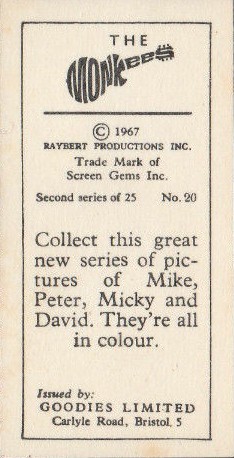 THE
MONKEES
© 1967
RAYBERT PRODUCTIONS INC.
Trade Mark of
Screen Gems Inc.
Second series of 25 No. 20
Collect this great
new series of pic-
tures of Mike,
Peter, Micky and
David. They're all
in colour.
Issued by:
GOODIES LIMITED
Carlyle Road, Bristol. 5